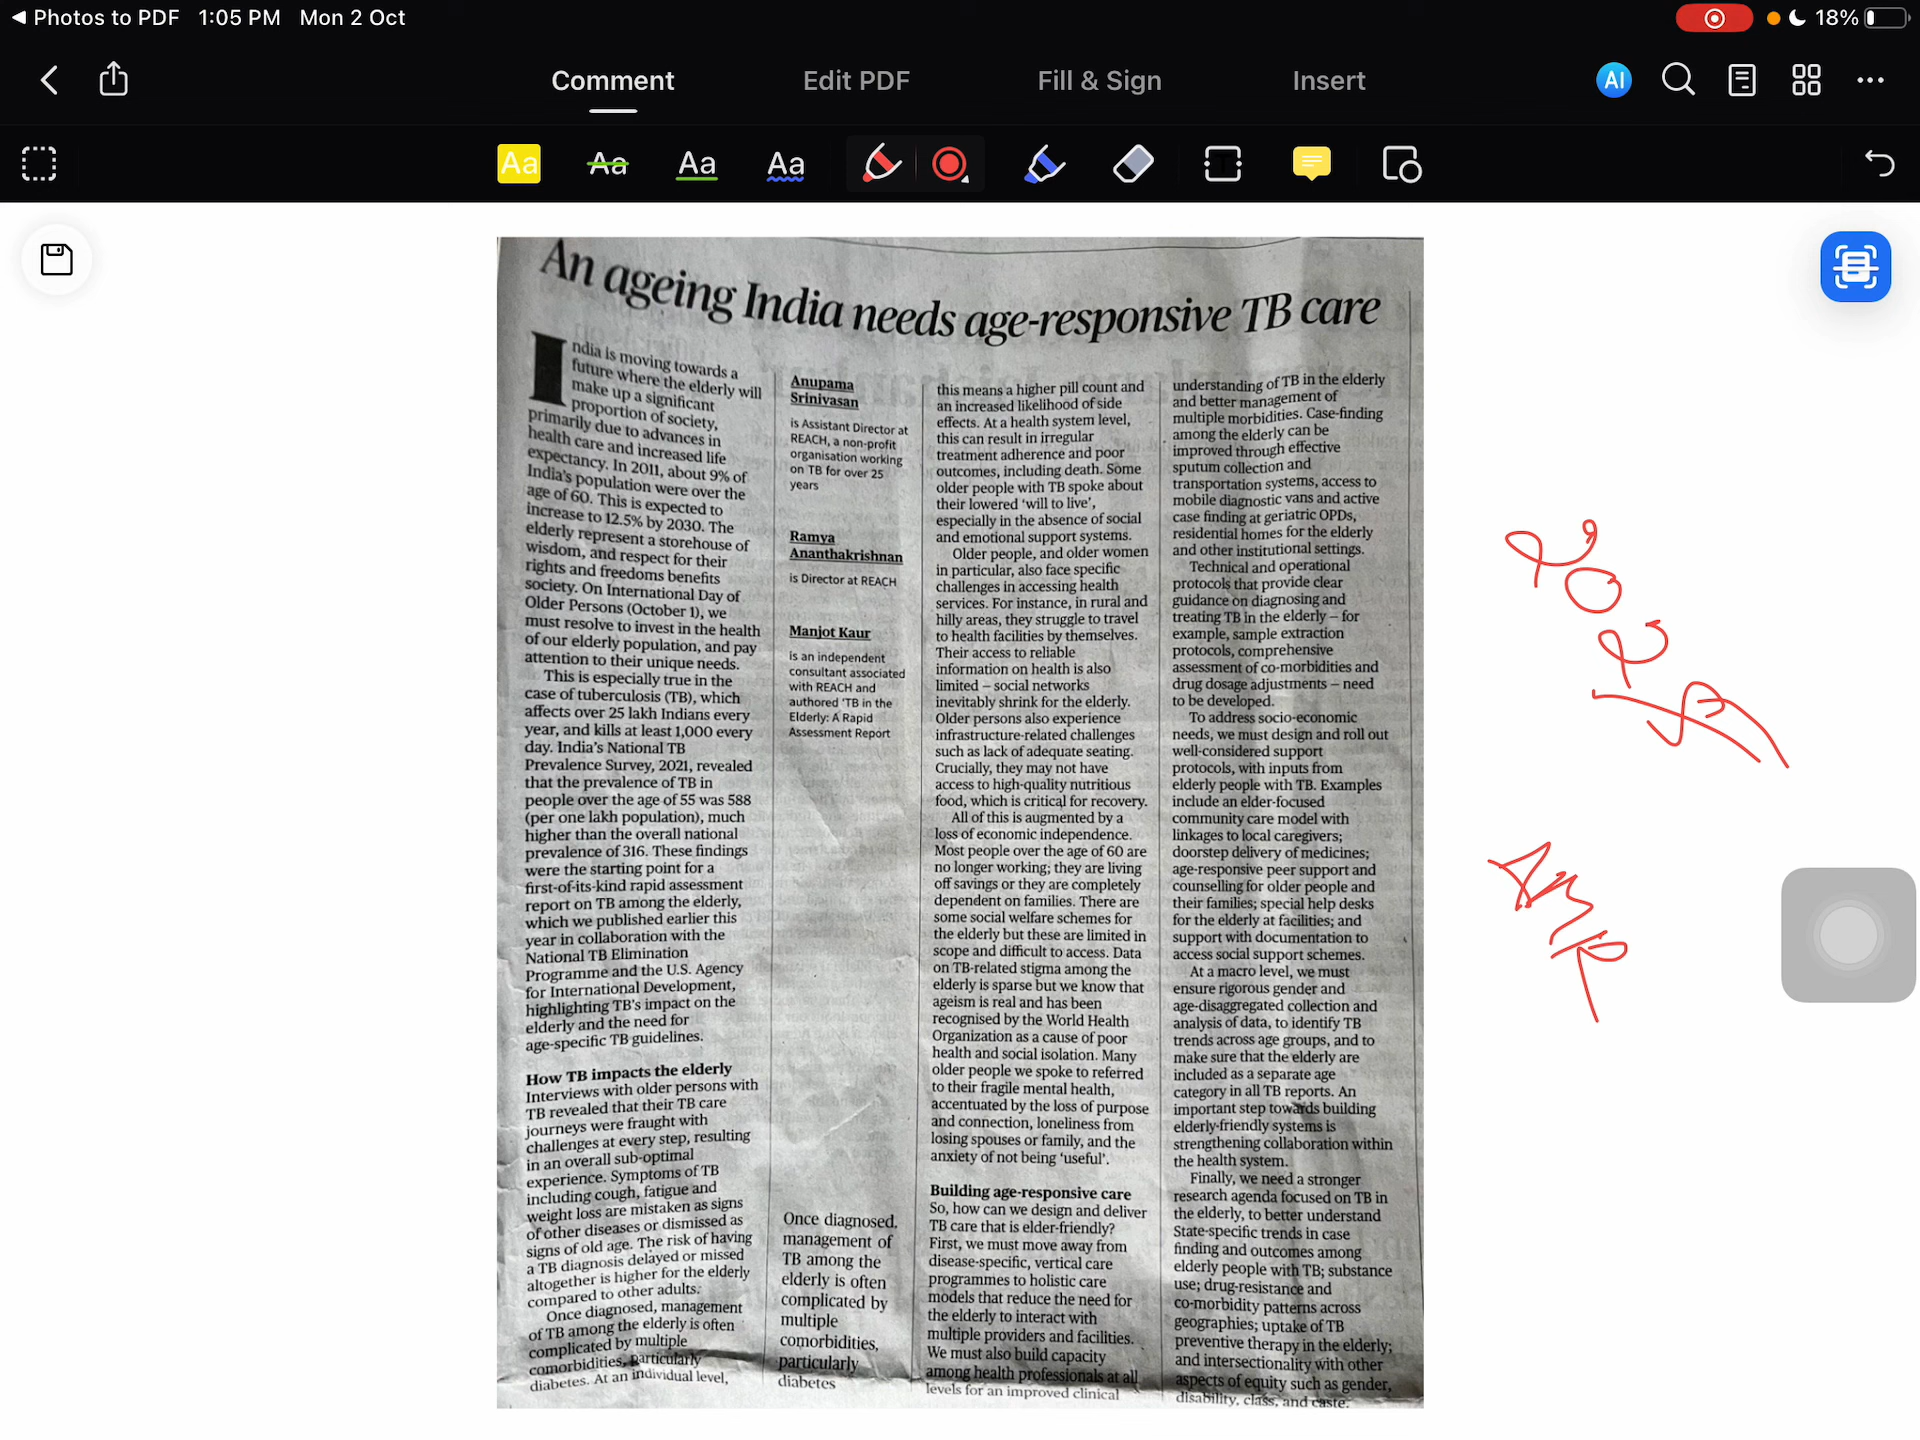 Photos to PDF 1:05 PM Mon 2 Oct
18%
Comment
Edit PDF
Fill & Sign
Insert
AI
Aa
Aa
Aa
Aa
T
An ageing India needs age-responsive TB care
India is moving towards a
future where the elderly will
make up a significant
proportion of society,
primarily due to advances in
health care and increased life
expectancy. In 2011, about 9% of
India's population were over the
age of 60. This is expected to
increase to 12.5% by 2030. The
elderly represent a storehouse of
wisdom, and respect for their
rights and freedoms benefits
society. On International Day of
Older Persons (October 1), we
must resolve to invest in the health
of our elderly population, and pay
attention to their unique needs.
This is especially true in the
case of tuberculosis (TB), which
affects over 25 lakh Indians every
year, and kills at least 1,000 every
day. India's National TB
Prevalence Survey, 2021, revealed
that the prevalence of TB in
people over the age of 55 was 588
(per one lakh population), much
higher than the overall national
prevalence of 316. These findings
were the starting point for a
first-of-its-kind rapid assessment
report on TB among the elderly,
which we published earlier this
year in collaboration with the
National TB Elimination
Programme and the U.S. Agency
for International Development,
highlighting TB's impact on the
elderly and the need for
age-specific TB guidelines.
How TB impacts the elderly
Interviews with older persons with
TB revealed that their TB care
journeys were fraught with
challenges at every step, resulting
in an overall sub-optimal
experience. Symptoms of TB
including cough, fatigue and
weight loss are mistaken as signs
of other diseases or dismissed as
signs of old age. The risk of having
a TB diagnosis delayed or missed
altogether is higher for the elderly
compared to other adults.
Once diagnosed, management
of TB among the elderly is often
complicated by multiple
comorbidities, particularly
diabetes. At an individual level,
Anupama
Srinivasan
is Assistant Director at
REACH, a non-profit
organisation working
on TB for over 25
years
Ramya
Ananthakrishnan
is Director at REACH
Manjot Kaur
is an independent
consultant associated
with REACH and
authored 'TB in the
Elderly: A Rapid
Assessment Report
Once diagnosed,
management of
TB among the
elderly is often
complicated by
multiple
comorbidities,
particularly
diabetes
this means a higher pill count and
an increased likelihood of side
effects. At a health system level,
this can result in irregular
treatment adherence and poor
outcomes, including death. Some
older people with TB spoke about
their lowered 'will to live',
especially in the absence of social
and emotional support systems.
Older people, and older women
in particular, also face specific
challenges in accessing health
services. For instance, in rural and
hilly areas, they struggle to travel
to health facilities by themselves.
Their access to reliable
information on health is also
limited – social networks
inevitably shrink for the elderly.
Older persons also experience
infrastructure-related challenges
such as lack of adequate seating.
Crucially, they may not have
access to high-quality nutritious
food, which is critical for recovery.
All of this is augmented by a
loss of economic independence.
Most people over the age of 60 are
no longer working; they are living
off savings or they are completely
dependent on families. There are
some social welfare schemes for
the elderly but these are limited in
scope and difficult to access. Data
on TB-related stigma among the
elderly is sparse but we know that
ageism is real and has been
recognised by the World Health
Organization as a cause of poor
health and social isolation. Many
older people we spoke to referred
to their fragile mental health,
accentuated by the loss of purpose
and connection, loneliness from
losing spouses or family, and the
anxiety of not being 'useful'.
Building age-responsive care
So, how can we design and deliver
TB care that is elder-friendly?
First, we must move away from
disease-specific, vertical care
programmes to holistic care
models that reduce the need for
the elderly to interact with
multiple providers and facilities.
We must also build capacity
among health professionals at all
levels for an improved clinical
understanding of TB in the elderly
and better management of
multiple morbidities. Case-finding
among the elderly can be
improved through effective
sputum collection and
transportation systems, access to
mobile diagnostic vans and active
case finding at geriatric OPDs,
residential homes for the elderly
and other institutional settings.
Technical and operational
protocols that provide clear
guidance on diagnosing and
treating TB in the elderly – for
example, sample extraction
protocols, comprehensive
assessment of co-morbidities and
drug dosage adjustments – need
to be developed.
To address socio-economic
needs, we must design and roll out
well-considered support
protocols, with inputs from
elderly people with TB. Examples
include an elder-focused
community care model with
linkages to local caregivers;
doorstep delivery of medicines;
age-responsive peer support and
counselling for older people and
their families; special help desks
for the elderly at facilities; and
support with documentation to
access social support schemes.
At a macro level, we must
ensure rigorous gender and
age-disaggregated collection and
analysis of data, to identify TB
trends across age groups, and to
make sure that the elderly are
included as a separate age
category in all TB reports. An
important step towards building
elderly-friendly systems is
strengthening collaboration within
the health system.
Finally, we need a stronger
research agenda focused on TB in
the elderly, to better understand
State-specific trends in case
finding and outcomes among
elderly people with TB; substance
use; drug-resistance and
co-morbidity patterns across
geographies; uptake of TB
preventive therapy in the elderly;
and intersectionality with other
aspects of equity such as gender,
disability, class, and caste.
AMR